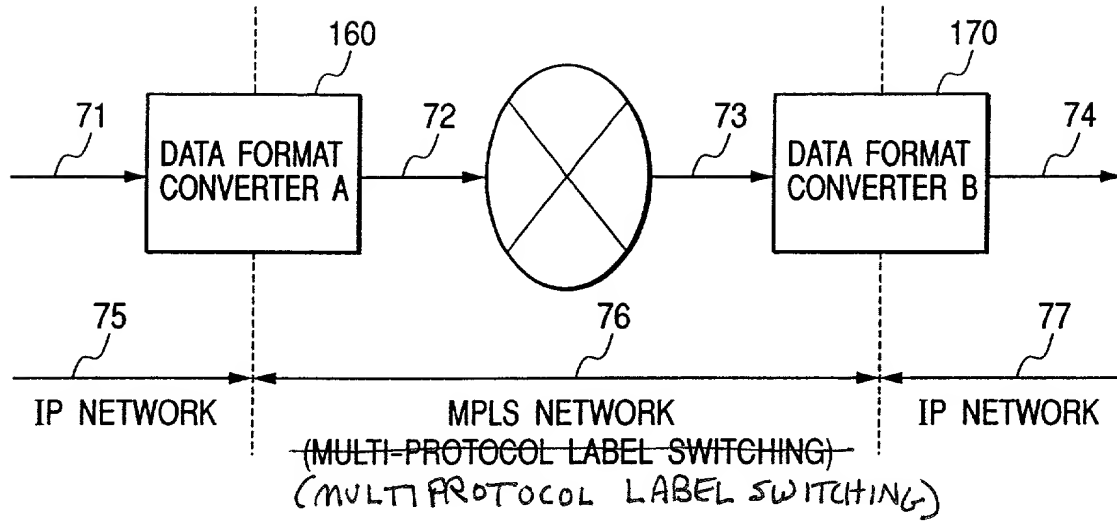 160
170
71
DATA FORMAT
CONVERTER A
72
73
DATA FORMAT
CONVERTER B
74
75
76
77
IP NETWORK
MPLS NETWORK
IP NETWORK
(MULTI-PROTOCOL LABEL SWITCHING)
(MULTIPROTOCOL LABEL SWITCHING)